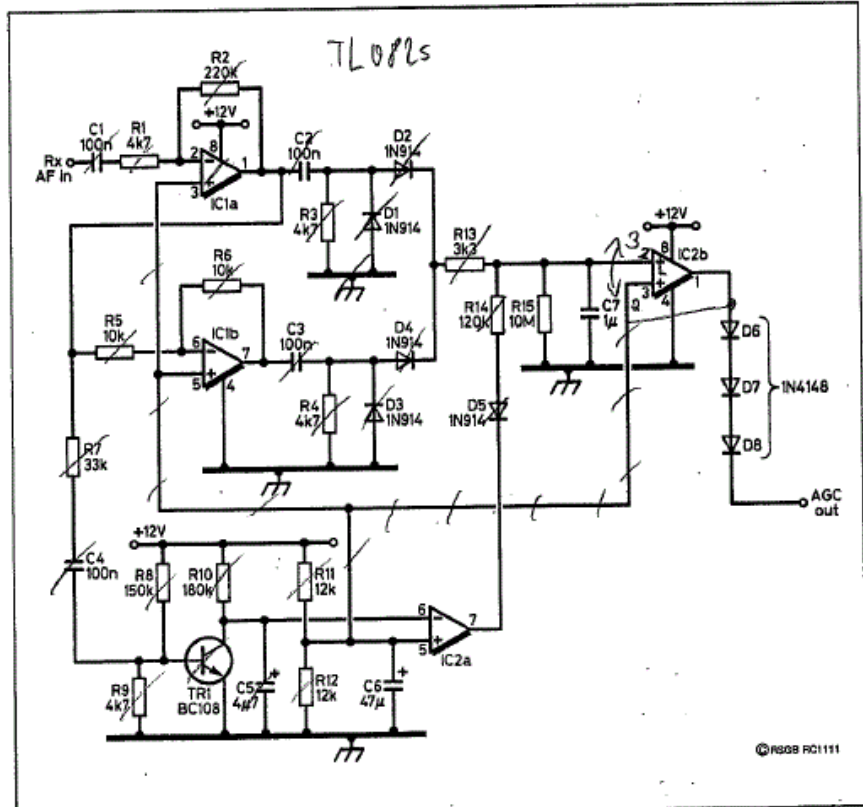 TL082s
R2
220k
+12V
C1
100n
R1
4k7
Rx
AF in
2
8
1
3
IC1a
C2
100n
D2
1N914
R3
4k7
D1
1N914
R13
3k3
+12V
3
2
8
IC2b
1
3
2
4
R6
10k
R5
10k
6
7
5
4
IC1b
C3
100n
D4
1N914
R14
120K
R15
10M
C7
1µ
D6
D7
1N4148
D8
R4
4k7
D3
1N914
D5
1N914
R7
33k
AGC
out
+12V
C4
100n
R8
150k
R10
180k
R11
12k
6
7
5
IC2a
R9
4k7
TR1
BC108
C5
4µ7
+
R12
12k
C6
47µ
+
© RSGB RC1111